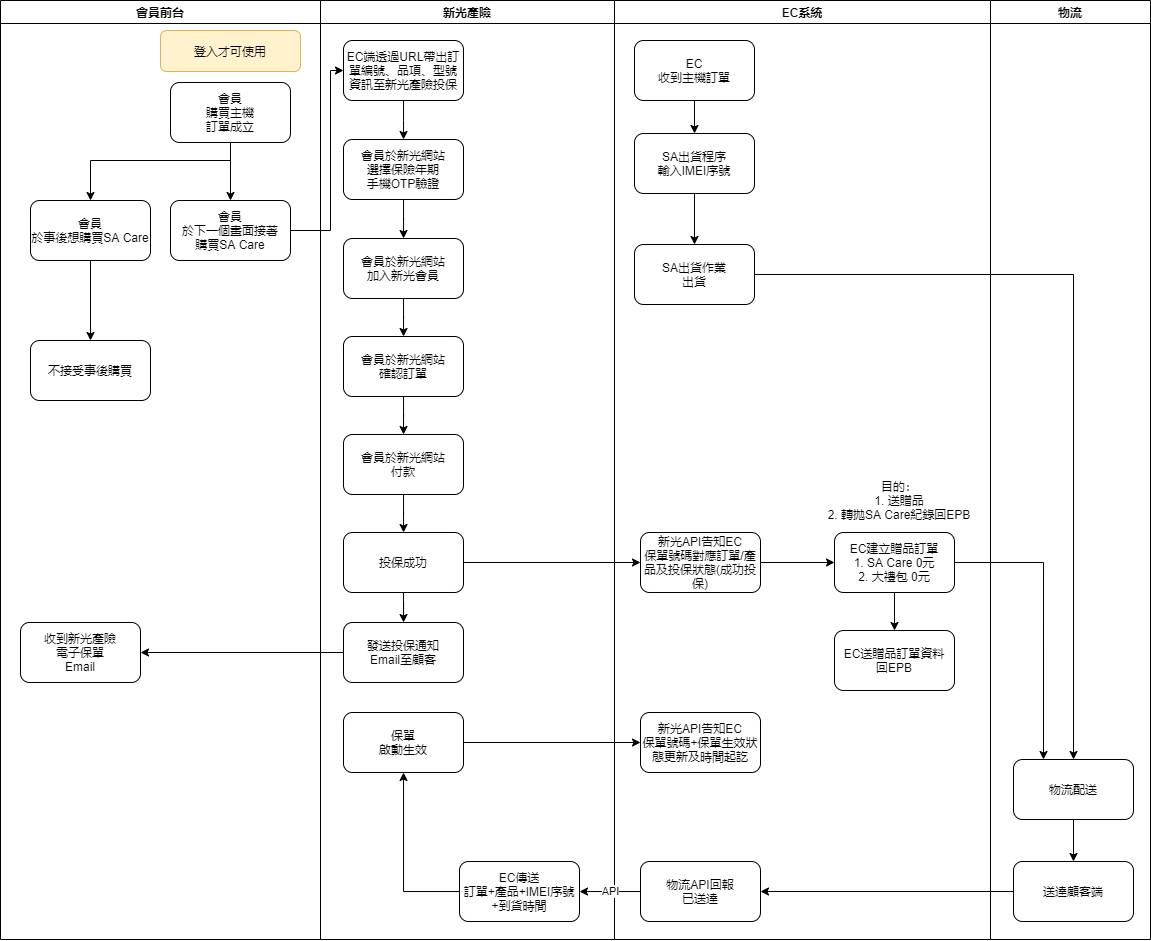 會員前台
新光產險
EC系統
物流
登入才可使用
會員
購買主機
訂單成立
會員
於事後想購買SA Care
會員
於下一個畫面接著
購買SA Care
不接受事後購買
收到新光產險
電子保單
Email
EC端透過URL帶出訂
單編號、品項、型號
資訊至新光產險投保
會員於新光網站
選擇保險年期
手機OTP驗證
會員於新光網站
加入新光會員
會員於新光網站
確認訂單
會員於新光網站
付款
投保成功
發送投保通知
Email至顧客
保單
啟動生效
EC傳送
訂單+產品+IMEI序號
+到貨時間
API
EC
收到主機訂單
SA出貨程序
輸入IMEI序號
SA出貨作業
出貨
新光API告知EC
保單號碼對應訂單/產
品及投保狀態(成功投
保)
目的:
1. 送贈品
2. 轉拋SA Care紀錄回EPB
EC建立贈品訂單
1. SA Care 0元
2. 大禮包 0元
EC送贈品訂單資料
回EPB
新光API告知EC
保單號碼+保單生效狀
態更新及時間起訖
物流API回報
已送達
物流配送
送達顧客端